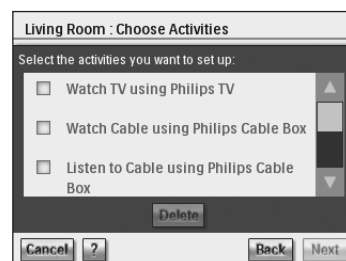 Living Room : Choose Activities
Select the activities you want to set up:
Watch TV using Philips TV
Watch Cable using Philips Cable Box
Listen to Cable using Philips Cable
Box
Delete
Cancel ? Back Next